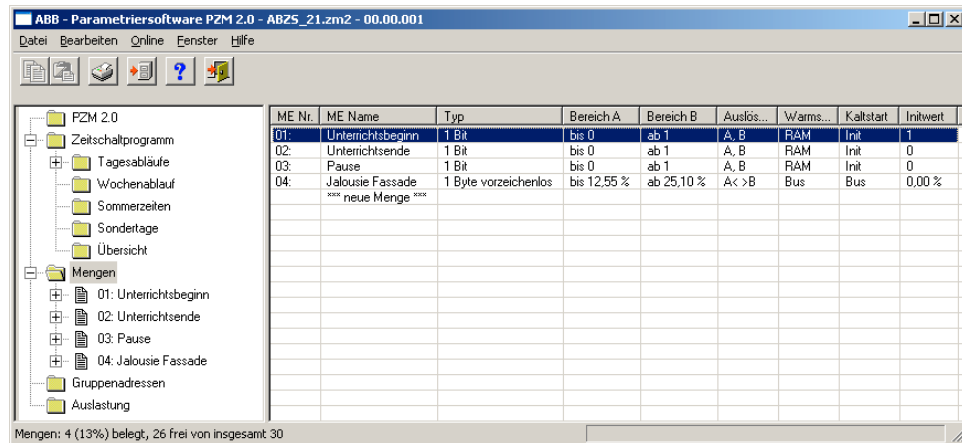 ABB - Parametriersoftware PZM 2.0 - ABZS_21.zm2 - 00.00.001
Datei Bearbeiten Online Fenster Hilfe
PZM 2.0
Zeitschaltprogramm
Tagesabläufe
Wochenablauf
Sommerzeiten
Sondertage
Übersicht
Mengen
01: Unterrichtsbeginn
02: Unterrichtsende
03: Pause
04: Jalousie Fassade
Gruppenadressen
Auslastung
ME Nr. ME Name Typ Bereich A Bereich B Auslös... Warms... Kaltstart Initwert
01: Unterrichtsbeginn 1 Bit bis 0 ab 1 A, B RAM Init 1
02: Unterrichtsende 1 Bit bis 0 ab 1 A, B RAM Init 0
03: Pause 1 Bit bis 0 ab 1 A, B RAM Init 0
04: Jalousie Fassade 1 Byte vorzeichenlos bis 12,55 % ab 25,10 % A< >B Bus Bus 0,00 %
*** neue Menge ***
Mengen: 4 (13%) belegt, 26 frei von insgesamt 30